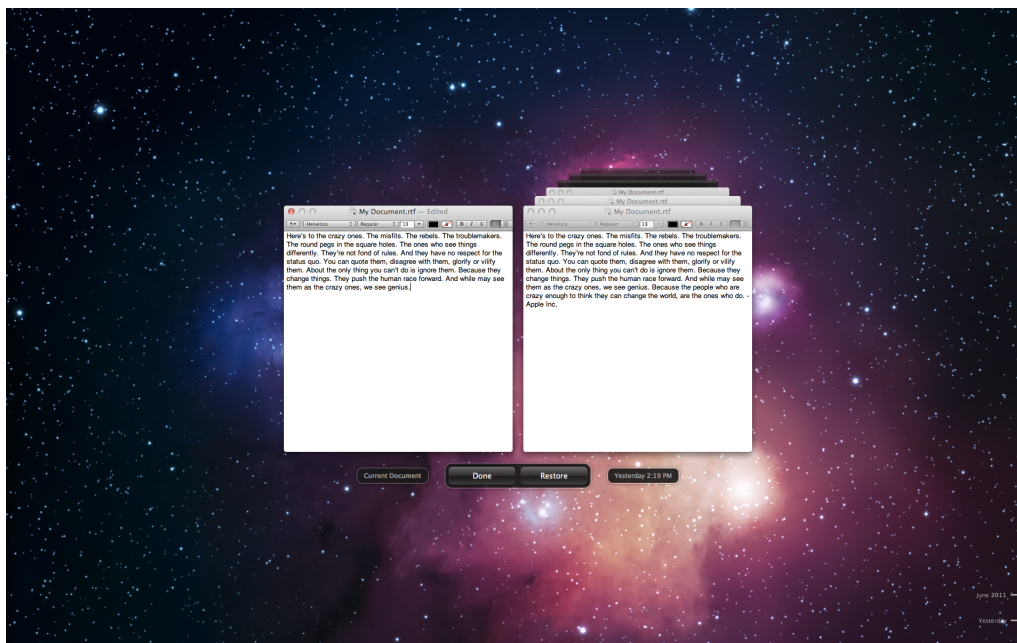 My Document.rtf
My Document.rtf
My Document.rtf — Edited
Helvetica Regular 13 B I U
Here's to the crazy ones. The misfits. The rebels. The troublemakers.
The round pegs in the square holes. The ones who see things
differently. They're not fond of rules. And they have no respect for the
status quo. You can quote them, disagree with them, glorify or vilify
them. About the only thing you can't do is ignore them. Because they
change things. They push the human race forward. And while may see
them as the crazy ones, we see genius.
My Document.rtf
Helvetica Regular 13 B I U
Here's to the crazy ones. The misfits. The rebels. The troublemakers.
The round pegs in the square holes. The ones who see things
differently. They're not fond of rules. And they have no respect for the
status quo. You can quote them, disagree with them, glorify or vilify
them. About the only thing you can't do is ignore them. Because they
change things. They push the human race forward. And while may see
them as the crazy ones, we see genius. Because the people who are
crazy enough to think they can change the world, are the ones who do. -
Apple Inc.
Current Document
Done
Restore
Yesterday 2:19 PM
June 2011
Yesterday